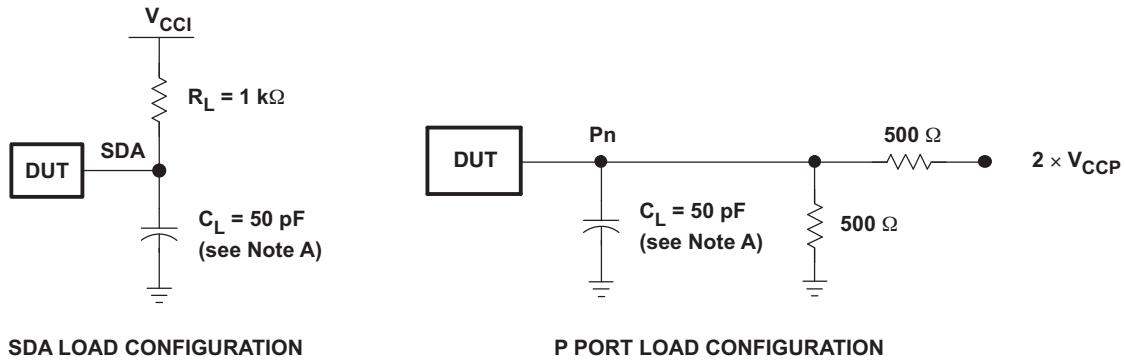 V_CCI
R_L = 1 kΩ
SDA
DUT
C_L = 50 pF
(see Note A)
SDA LOAD CONFIGURATION
DUT
Pn
500 Ω
2 × V_CCP
C_L = 50 pF
(see Note A)
500 Ω
P PORT LOAD CONFIGURATION